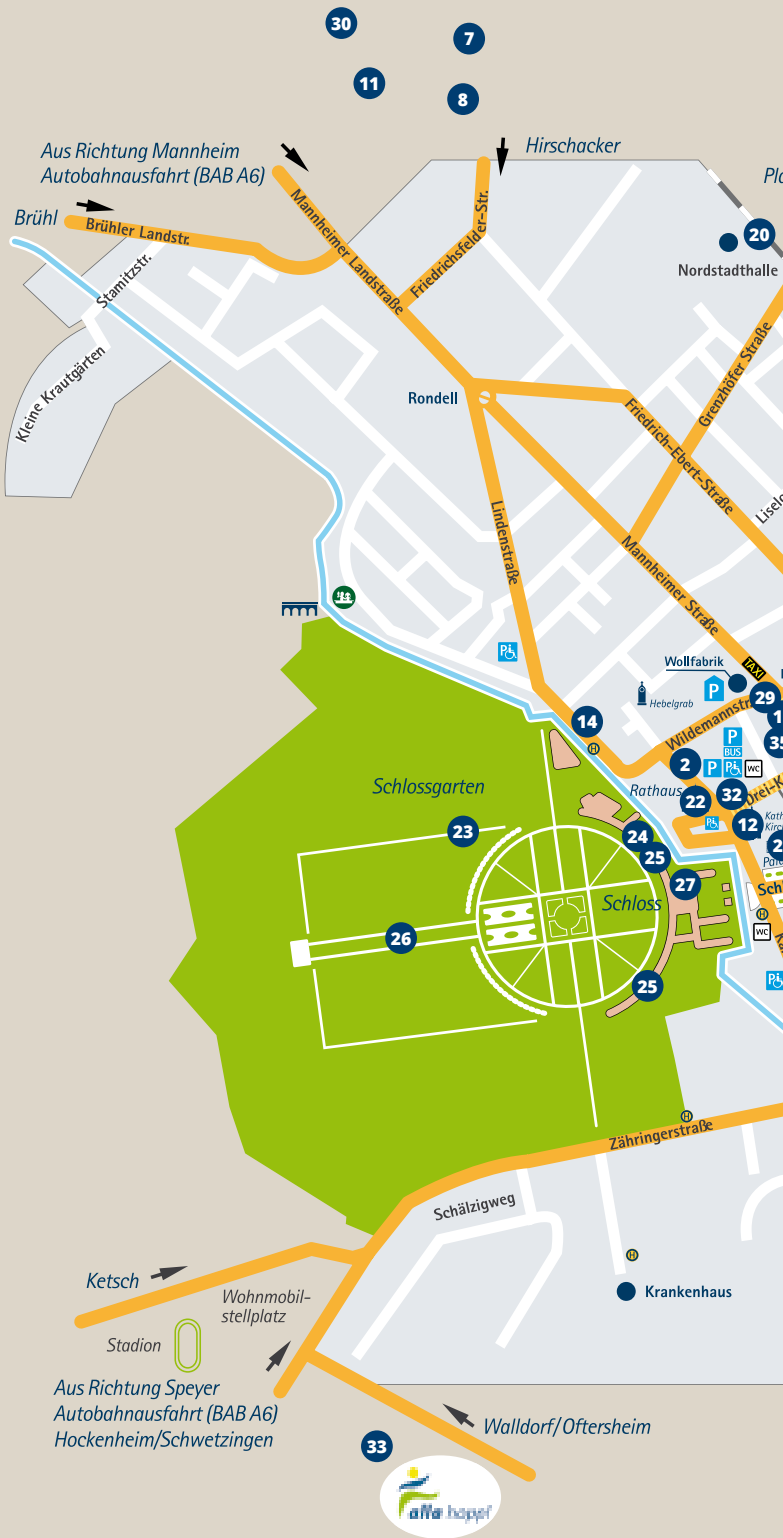 30
7
11
8
Aus Richtung Mannheim
Autobahnausfahrt (BAB A6)
Hirschacker
Brühl
Brühler Landstr.
Mannheimer Landstraße
Friedrichsfelder-Str.
Stamitzstr.
20
Nordstadthalle
Kleine Krautgärten
Grenzhöfer Straße
Rondell
Friedrich-Ebert-Straße
Lindenstraße
Mannheimer Straße
P
Wollfabrik
TAXI
P
29
Hebelgrab
14
H
Wildemannstr.
P
BUS
35
2
P
P
WC
Schlossgarten
Rathaus
32
22
P
12
23
24
25
27
Schloss
H
WC
26
25
P
H
Zähringerstraße
Schälzigweg
H
Ketsch
Wohnmobil-
stellplatz
Krankenhaus
Stadion
Aus Richtung Speyer
Autobahnausfahrt (BAB A6)
Hockenheim/Schwetzingen
Walldorf/Oftersheim
33
alla hopp!